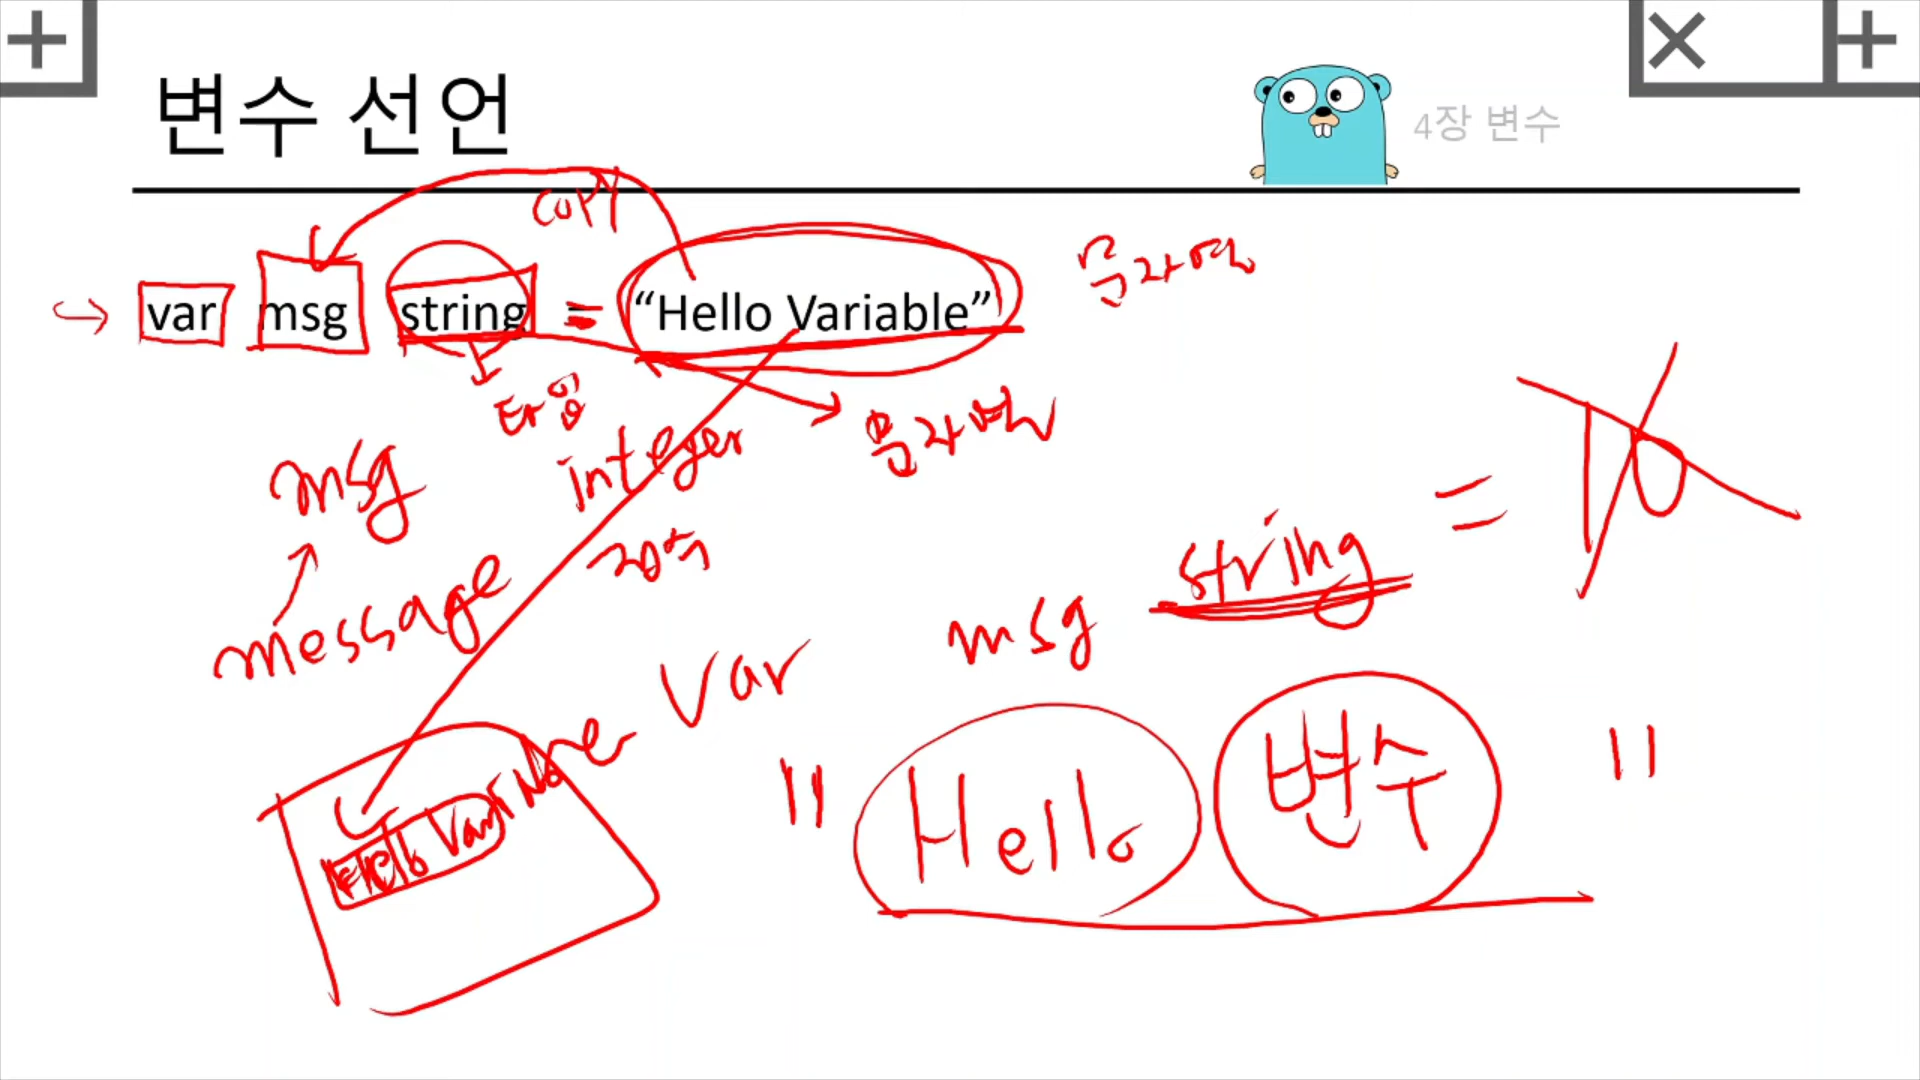 변수 선언
4장 변수
COPY
var msg string = “Hello Variable”
문자열
타입
문자열
msg
integer
정수
message
string = 10
var msg
" Hello 변수 "
Hello Variable